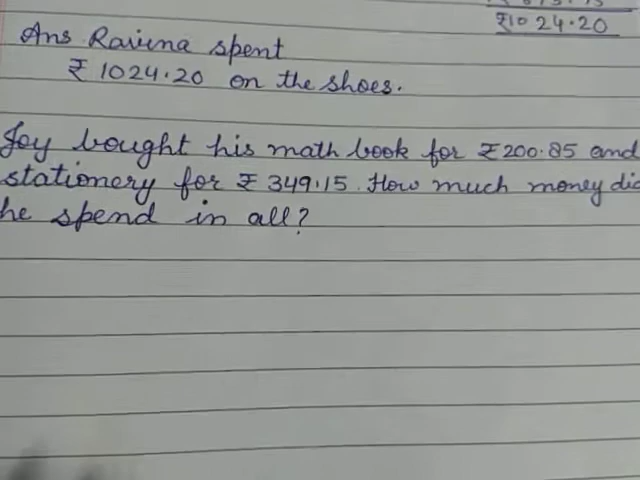 ₹1024.20
Ans Raiina spent
₹ 1024.20 on the shoes.
Joy bought his math book for ₹200.85 and
stationery for ₹ 349.15. How much money did
he spend in all?